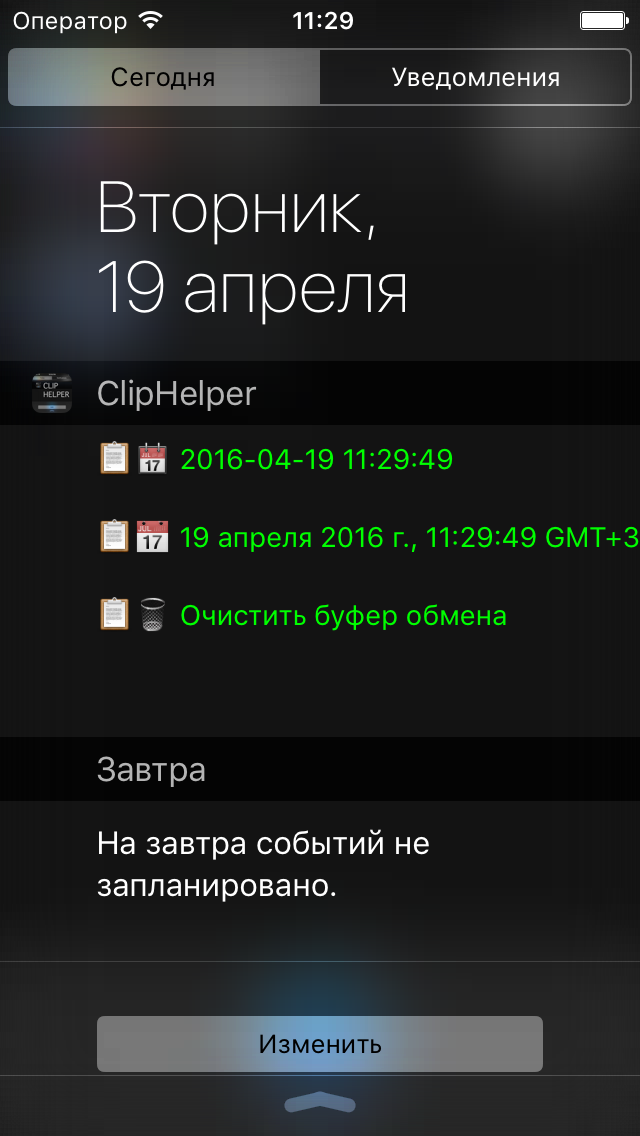 Оператор 11:29
Сегодня Уведомления
Вторник,
19 апреля
CLIP
HELPER
ClipHelper
JUL 17 2016-04-19 11:29:49
JUL 17 19 апреля 2016 г., 11:29:49 GMT+3
Очистить буфер обмена
Завтра
На завтра событий не
запланировано.
Изменить